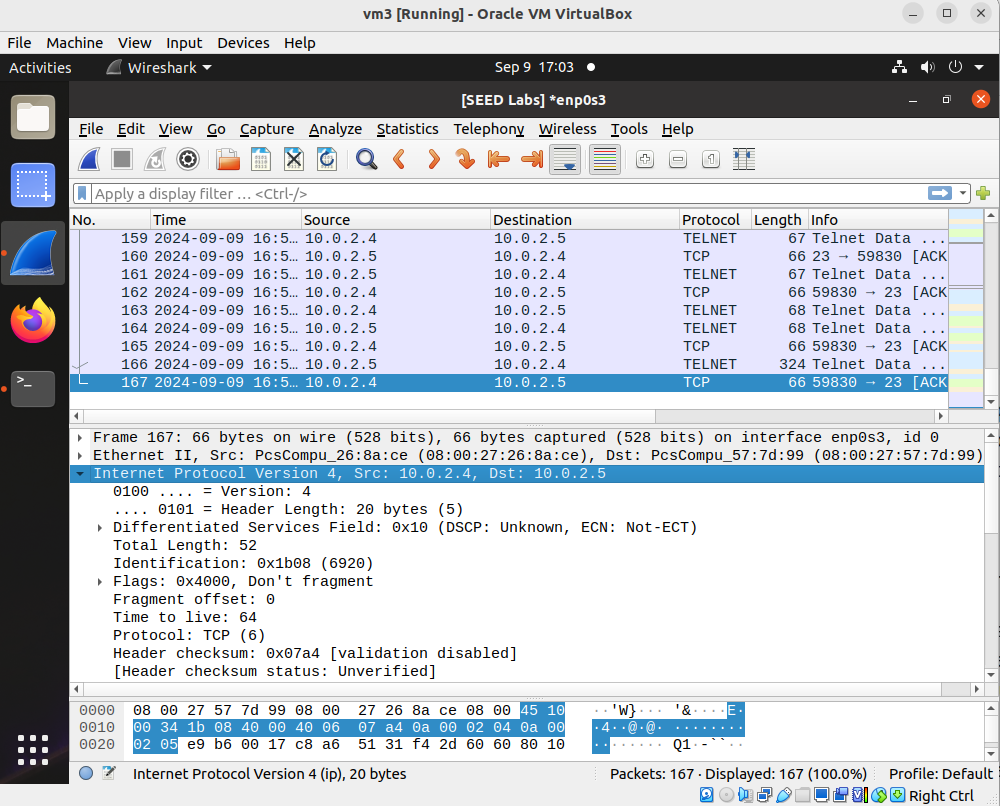 vm3 [Running] - Oracle VM VirtualBox
File Machine View Input Devices Help
Activities Wireshark Sep 9 17:03
[SEED Labs] *enp0s3
File Edit View Go Capture Analyze Statistics Telephony Wireless Tools Help
Apply a display filter … <Ctrl-/>
No. Time Source Destination Protocol Length Info
159 2024-09-09 16:5… 10.0.2.4 10.0.2.5 TELNET 67 Telnet Data ...
160 2024-09-09 16:5… 10.0.2.5 10.0.2.4 TCP 66 23 → 59830 [ACK
161 2024-09-09 16:5… 10.0.2.5 10.0.2.4 TELNET 67 Telnet Data ...
162 2024-09-09 16:5… 10.0.2.4 10.0.2.5 TCP 66 59830 → 23 [ACK
163 2024-09-09 16:5… 10.0.2.4 10.0.2.5 TELNET 68 Telnet Data ...
164 2024-09-09 16:5… 10.0.2.5 10.0.2.4 TELNET 68 Telnet Data ...
165 2024-09-09 16:5… 10.0.2.4 10.0.2.5 TCP 66 59830 → 23 [ACK
166 2024-09-09 16:5… 10.0.2.5 10.0.2.4 TELNET 324 Telnet Data ...
167 2024-09-09 16:5… 10.0.2.4 10.0.2.5 TCP 66 59830 → 23 [ACK
Frame 167: 66 bytes on wire (528 bits), 66 bytes captured (528 bits) on interface enp0s3, id 0
Ethernet II, Src: PcsCompu_26:8a:ce (08:00:27:26:8a:ce), Dst: PcsCompu_57:7d:99 (08:00:27:57:7d:99)
Internet Protocol Version 4, Src: 10.0.2.4, Dst: 10.0.2.5
0100 .... = Version: 4
.... 0101 = Header Length: 20 bytes (5)
Differentiated Services Field: 0x10 (DSCP: Unknown, ECN: Not-ECT)
Total Length: 52
Identification: 0x1b08 (6920)
Flags: 0x4000, Don't fragment
Fragment offset: 0
Time to live: 64
Protocol: TCP (6)
Header checksum: 0x07a4 [validation disabled]
[Header checksum status: Unverified]
0000 08 00 27 57 7d 99 08 00 27 26 8a ce 08 00 45 10 ··'W}··· '&····E·
0010 00 34 1b 08 40 00 40 06 07 a4 0a 00 02 04 0a 00 ·4··@·@· ········
0020 02 05 e9 b6 00 17 c8 a6 51 31 f4 2d 60 60 80 10 ········ Q1·-``··
Internet Protocol Version 4 (ip), 20 bytes Packets: 167 · Displayed: 167 (100.0%) Profile: Default
Right Ctrl